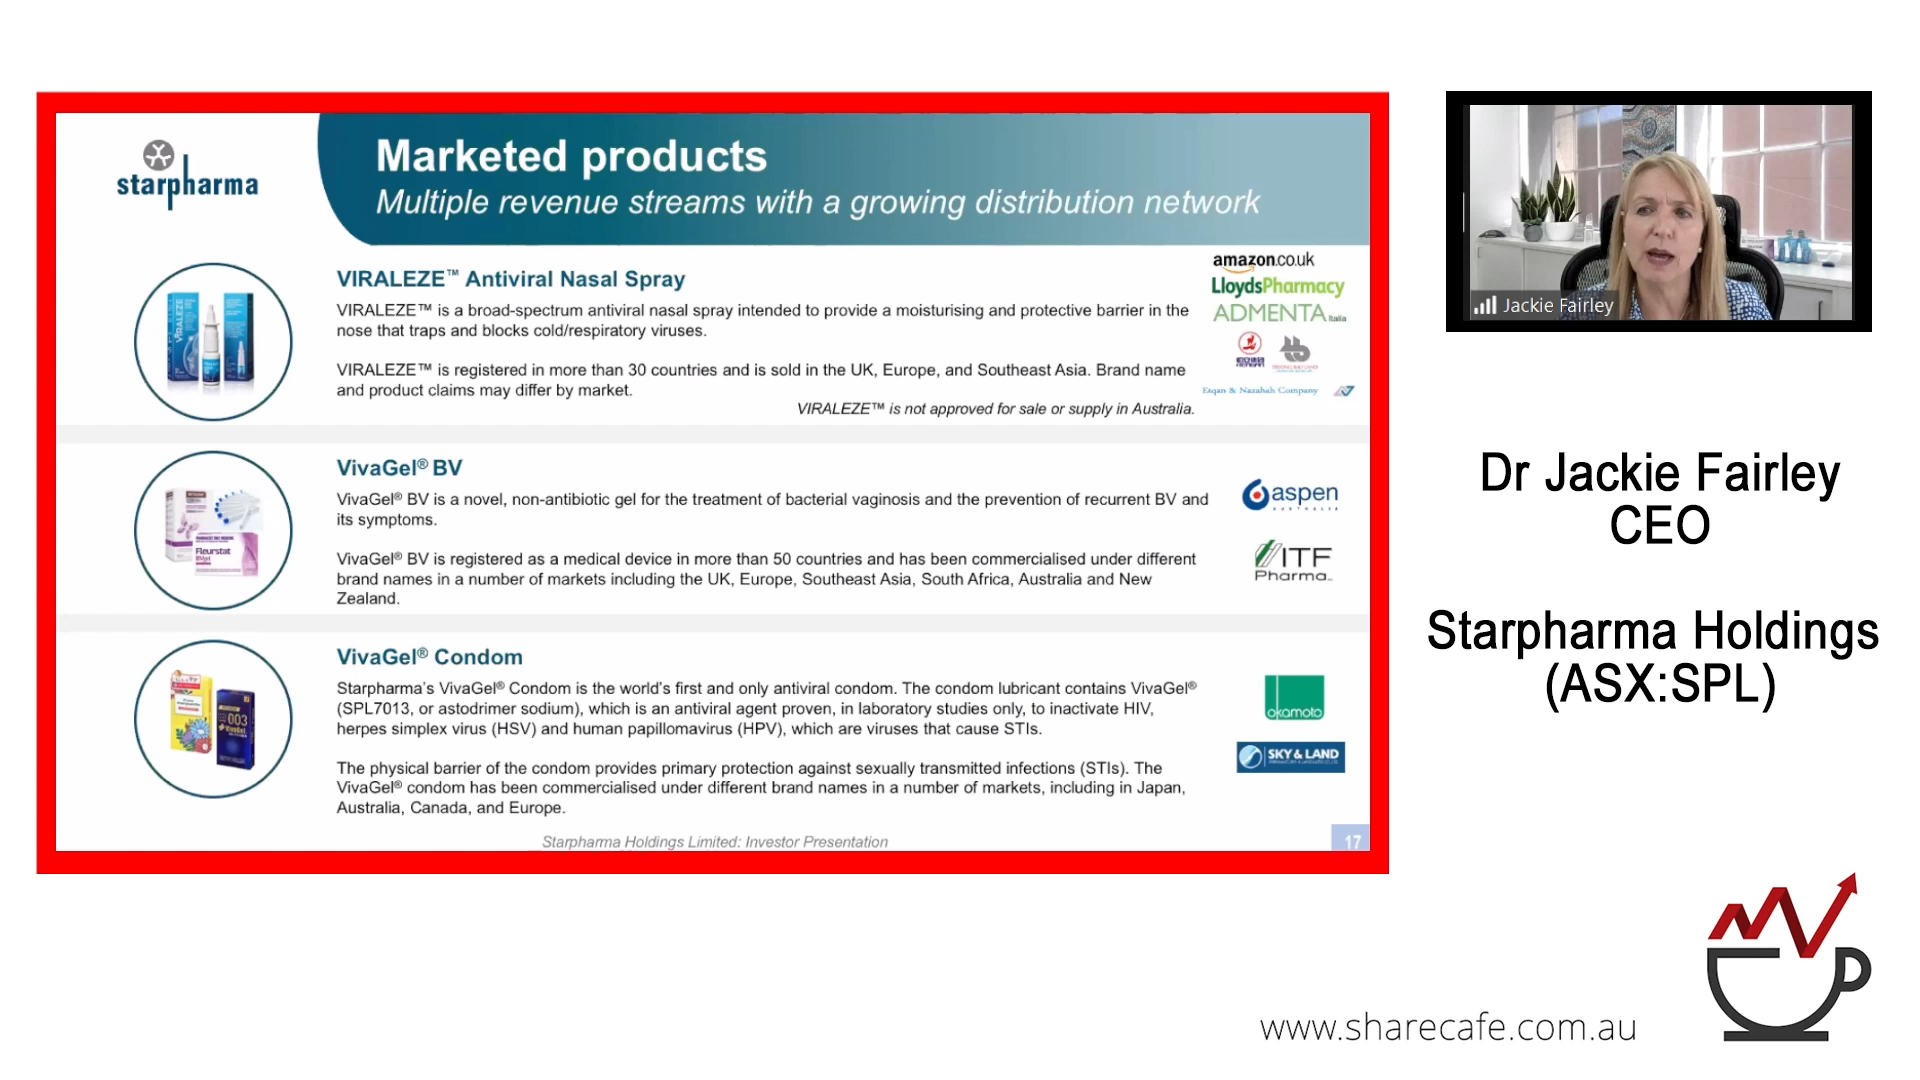 starpharma
Marketed products
Multiple revenue streams with a growing distribution network
VIRALEZE™ Antiviral Nasal Spray
VIRALEZE™ is a broad-spectrum antiviral nasal spray intended to provide a moisturising and protective barrier in the
nose that traps and blocks cold/respiratory viruses.
VIRALEZE™ is registered in more than 30 countries and is sold in the UK, Europe, and Southeast Asia. Brand name
and product claims may differ by market.
VIRALEZE™ is not approved for sale or supply in Australia.
amazon.co.uk
LloydsPharmacy
ADMENTA Italia
Etqan & Nazahah Company
VIRALEZE
VivaGel® BV
VivaGel® BV is a novel, non-antibiotic gel for the treatment of bacterial vaginosis and the prevention of recurrent BV and
its symptoms.
VivaGel® BV is registered as a medical device in more than 50 countries and has been commercialised under different
brand names in a number of markets including the UK, Europe, Southeast Asia, South Africa, Australia and New
Zealand.
aspen
AUSTRALIA
ITF
Pharma
Fleurstat
BVgel
VivaGel® Condom
Starpharma's VivaGel® Condom is the world's first and only antiviral condom. The condom lubricant contains VivaGel®
(SPL7013, or astodrimer sodium), which is an antiviral agent proven, in laboratory studies only, to inactivate HIV,
herpes simplex virus (HSV) and human papillomavirus (HPV), which are viruses that cause STIs.
The physical barrier of the condom provides primary protection against sexually transmitted infections (STIs). The
VivaGel® condom has been commercialised under different brand names in a number of markets, including in Japan,
Australia, Canada, and Europe.
okamoto
SKY & LAND
003
VivaGel
Starpharma Holdings Limited: Investor Presentation
17
Jackie Fairley
Dr Jackie Fairley
CEO
Starpharma Holdings
(ASX:SPL)
www.sharecafe.com.au